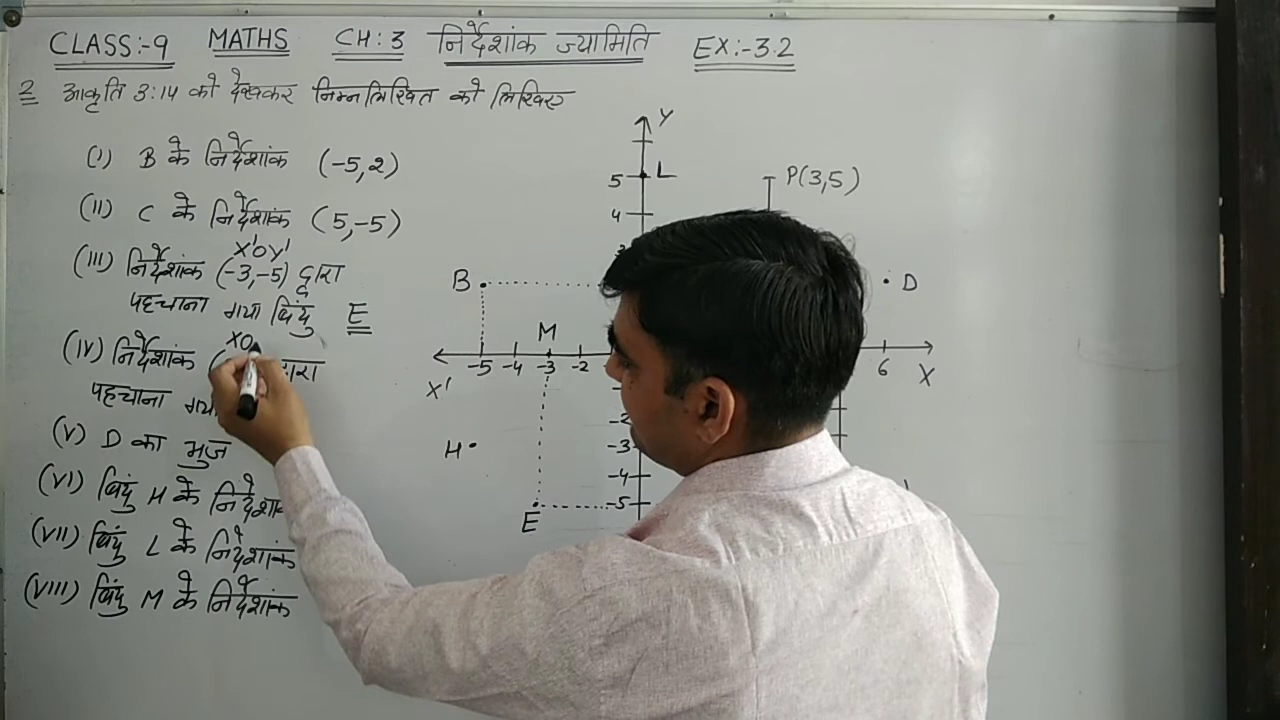 CLASS:-9 MATHS CH:3 निर्देशांक ज्यामिति EX:-3.2
2 आकृति 3:14 को देखकर निम्नलिखित को लिखिए
(i) B के निर्देशांक (-5,2)
(ii) C के निर्देशांक (5,-5)
X'OY'
(iii) निर्देशांक (-3,-5) द्वारा
पहचाना गया बिंदु E
XO
(iv) निर्देशांक (
पहचाना
(v) D का भुज
(vi) बिंदु H के
(vii) बिंदु L के निर्देशांक
(viii) बिंदु M के निर्देशांक
Y
5 L
P(3,5)
4
B
D
M
-5 -4 -3 -2
6
X'
X
-2
H
-3
-4
-5
E